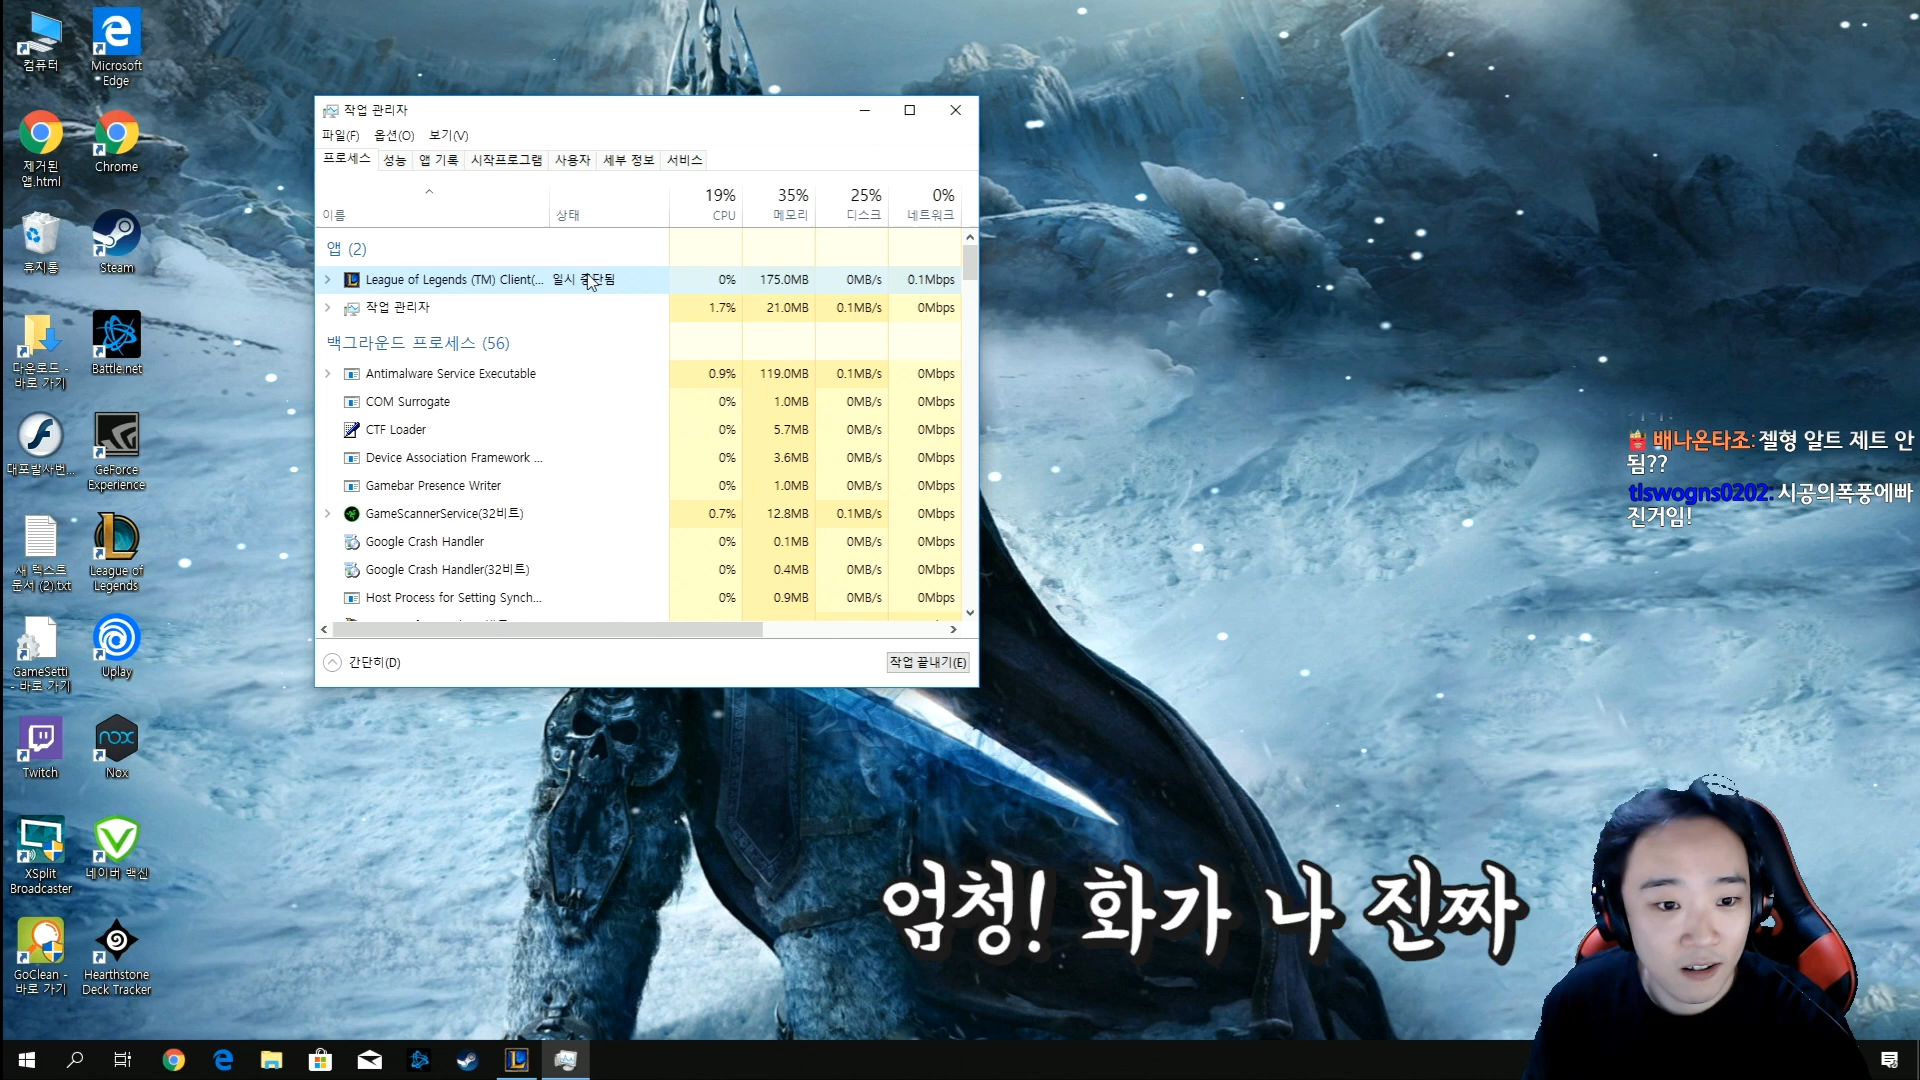 컴퓨터
Microsoft
Edge
제거된
앱.html
Chrome
휴지통
Steam
다운로드 -
바로 가기
Battle.net
대포발사번...
GeForce
Experience
새 텍스트
문서 (2).txt
League of
Legends
GameSetti
- 바로 가기
Uplay
Twitch
Nox
XSplit
Broadcaster
네이버 백신
GoClean -
바로 가기
Hearthstone
Deck Tracker
작업 관리자
파일(F) 옵션(O) 보기(V)
프로세스 성능 앱 기록 시작프로그램 사용자 세부 정보 서비스
19% 35% 25% 0%
이름 상태 CPU 메모리 디스크 네트워크
앱 (2)
League of Legends (TM) Client(... 일시 중단됨 0% 175.0MB 0MB/s 0.1Mbps
작업 관리자 1.7% 21.0MB 0.1MB/s 0Mbps
백그라운드 프로세스 (56)
Antimalware Service Executable 0.9% 119.0MB 0.1MB/s 0Mbps
COM Surrogate 0% 1.0MB 0MB/s 0Mbps
CTF Loader 0% 5.7MB 0MB/s 0Mbps
Device Association Framework ... 0% 3.6MB 0MB/s 0Mbps
Gamebar Presence Writer 0% 1.0MB 0MB/s 0Mbps
GameScannerService(32비트) 0.7% 12.8MB 0.1MB/s 0Mbps
Google Crash Handler 0% 0.1MB 0MB/s 0Mbps
Google Crash Handler(32비트) 0% 0.4MB 0MB/s 0Mbps
Host Process for Setting Synch... 0% 0.9MB 0MB/s 0Mbps
간단히(D) 작업 끝내기(E)
배나온타조: 젤형 알트 제트 안
됨??
tlswogns0202: 시공의폭풍에빠
진거임!
엄청! 화가 나 진짜